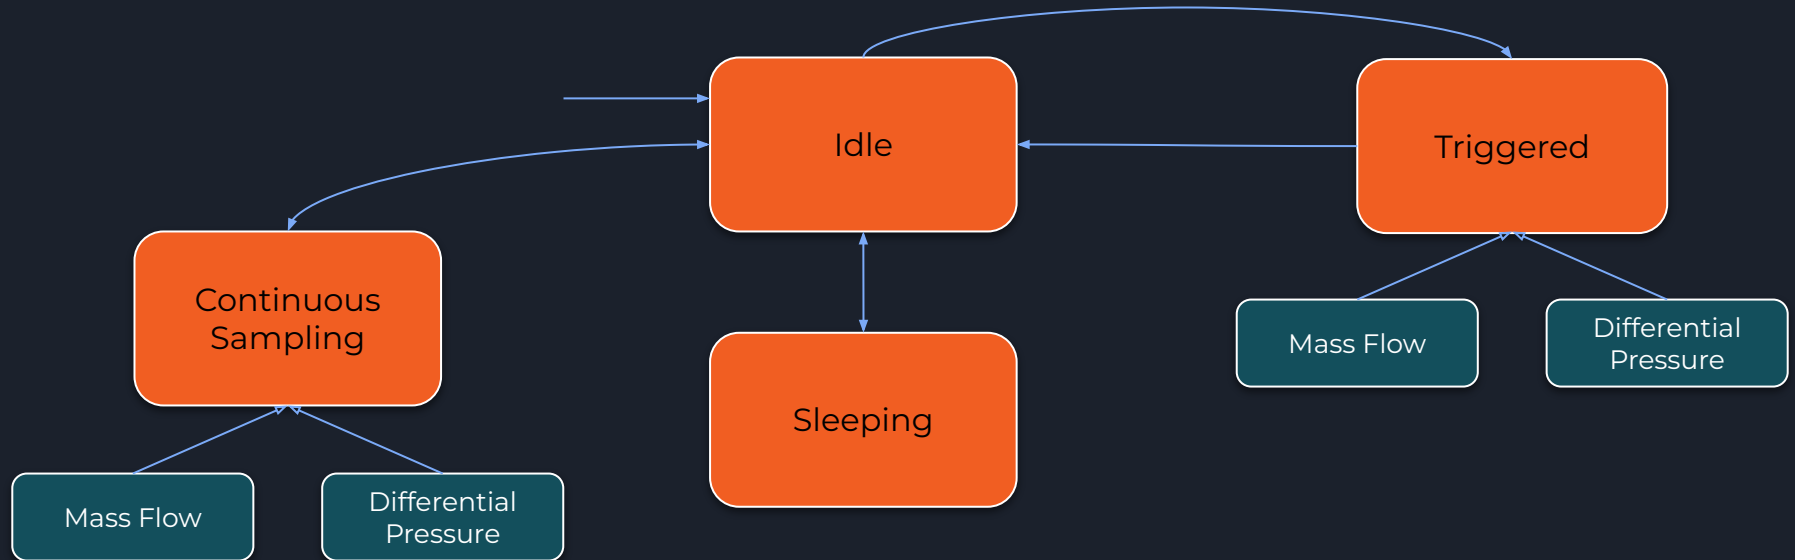 Idle
Triggered
Continuous
Sampling
Mass Flow
Differential
Pressure
Sleeping
Mass Flow
Differential
Pressure